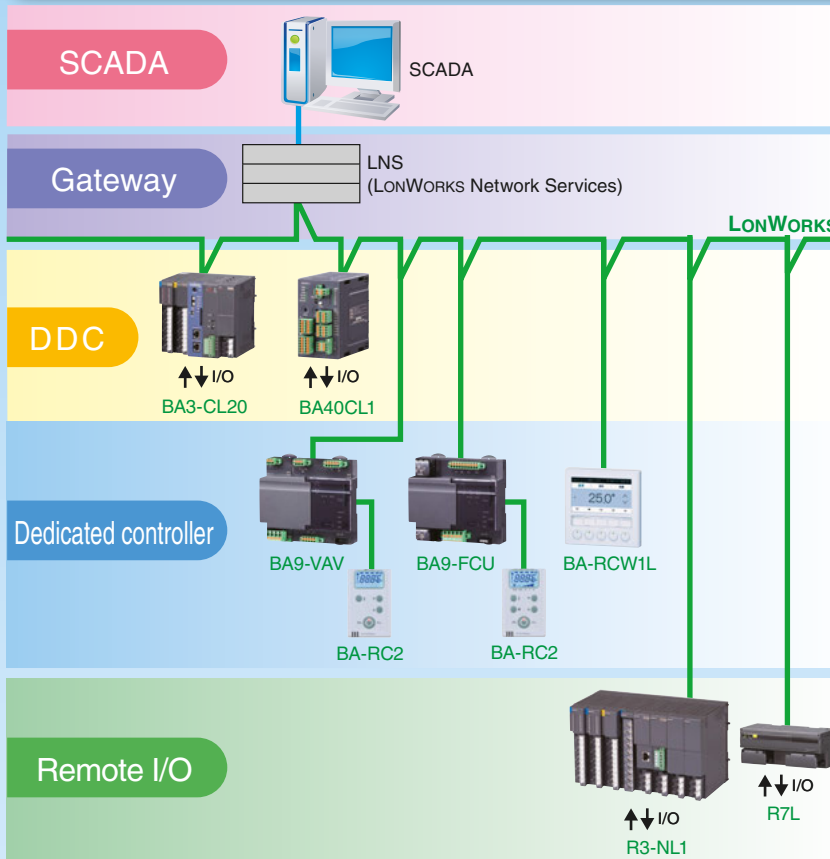 SCADA
SCADA
Gateway
LNS
(LONWORKS Network Services)
LONWORKS
DDC
I/O
I/O
BA3-CL20
BA40CL1
Dedicated controller
25.0°
BA9-VAV
BA9-FCU
BA-RCW1L
BA-RC2
BA-RC2
Remote I/O
I/O
R7L
I/O
R3-NL1